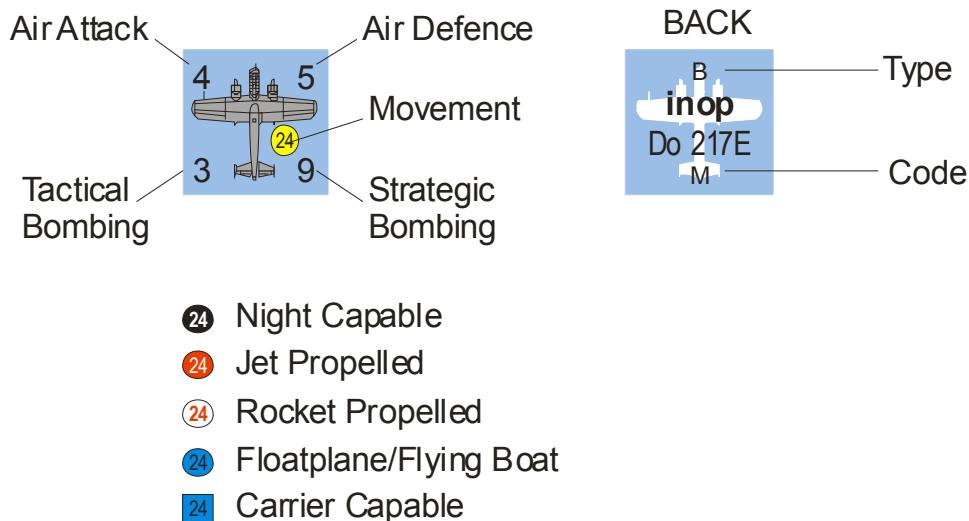 Air Attack
Air Defence
BACK
4
5
B
Type
inop
Movement
24
Do 217E
3
9
M
Code
Tactical
Bombing
Strategic
Bombing
24 Night Capable
24 Jet Propelled
24 Rocket Propelled
24 Floatplane/Flying Boat
24 Carrier Capable